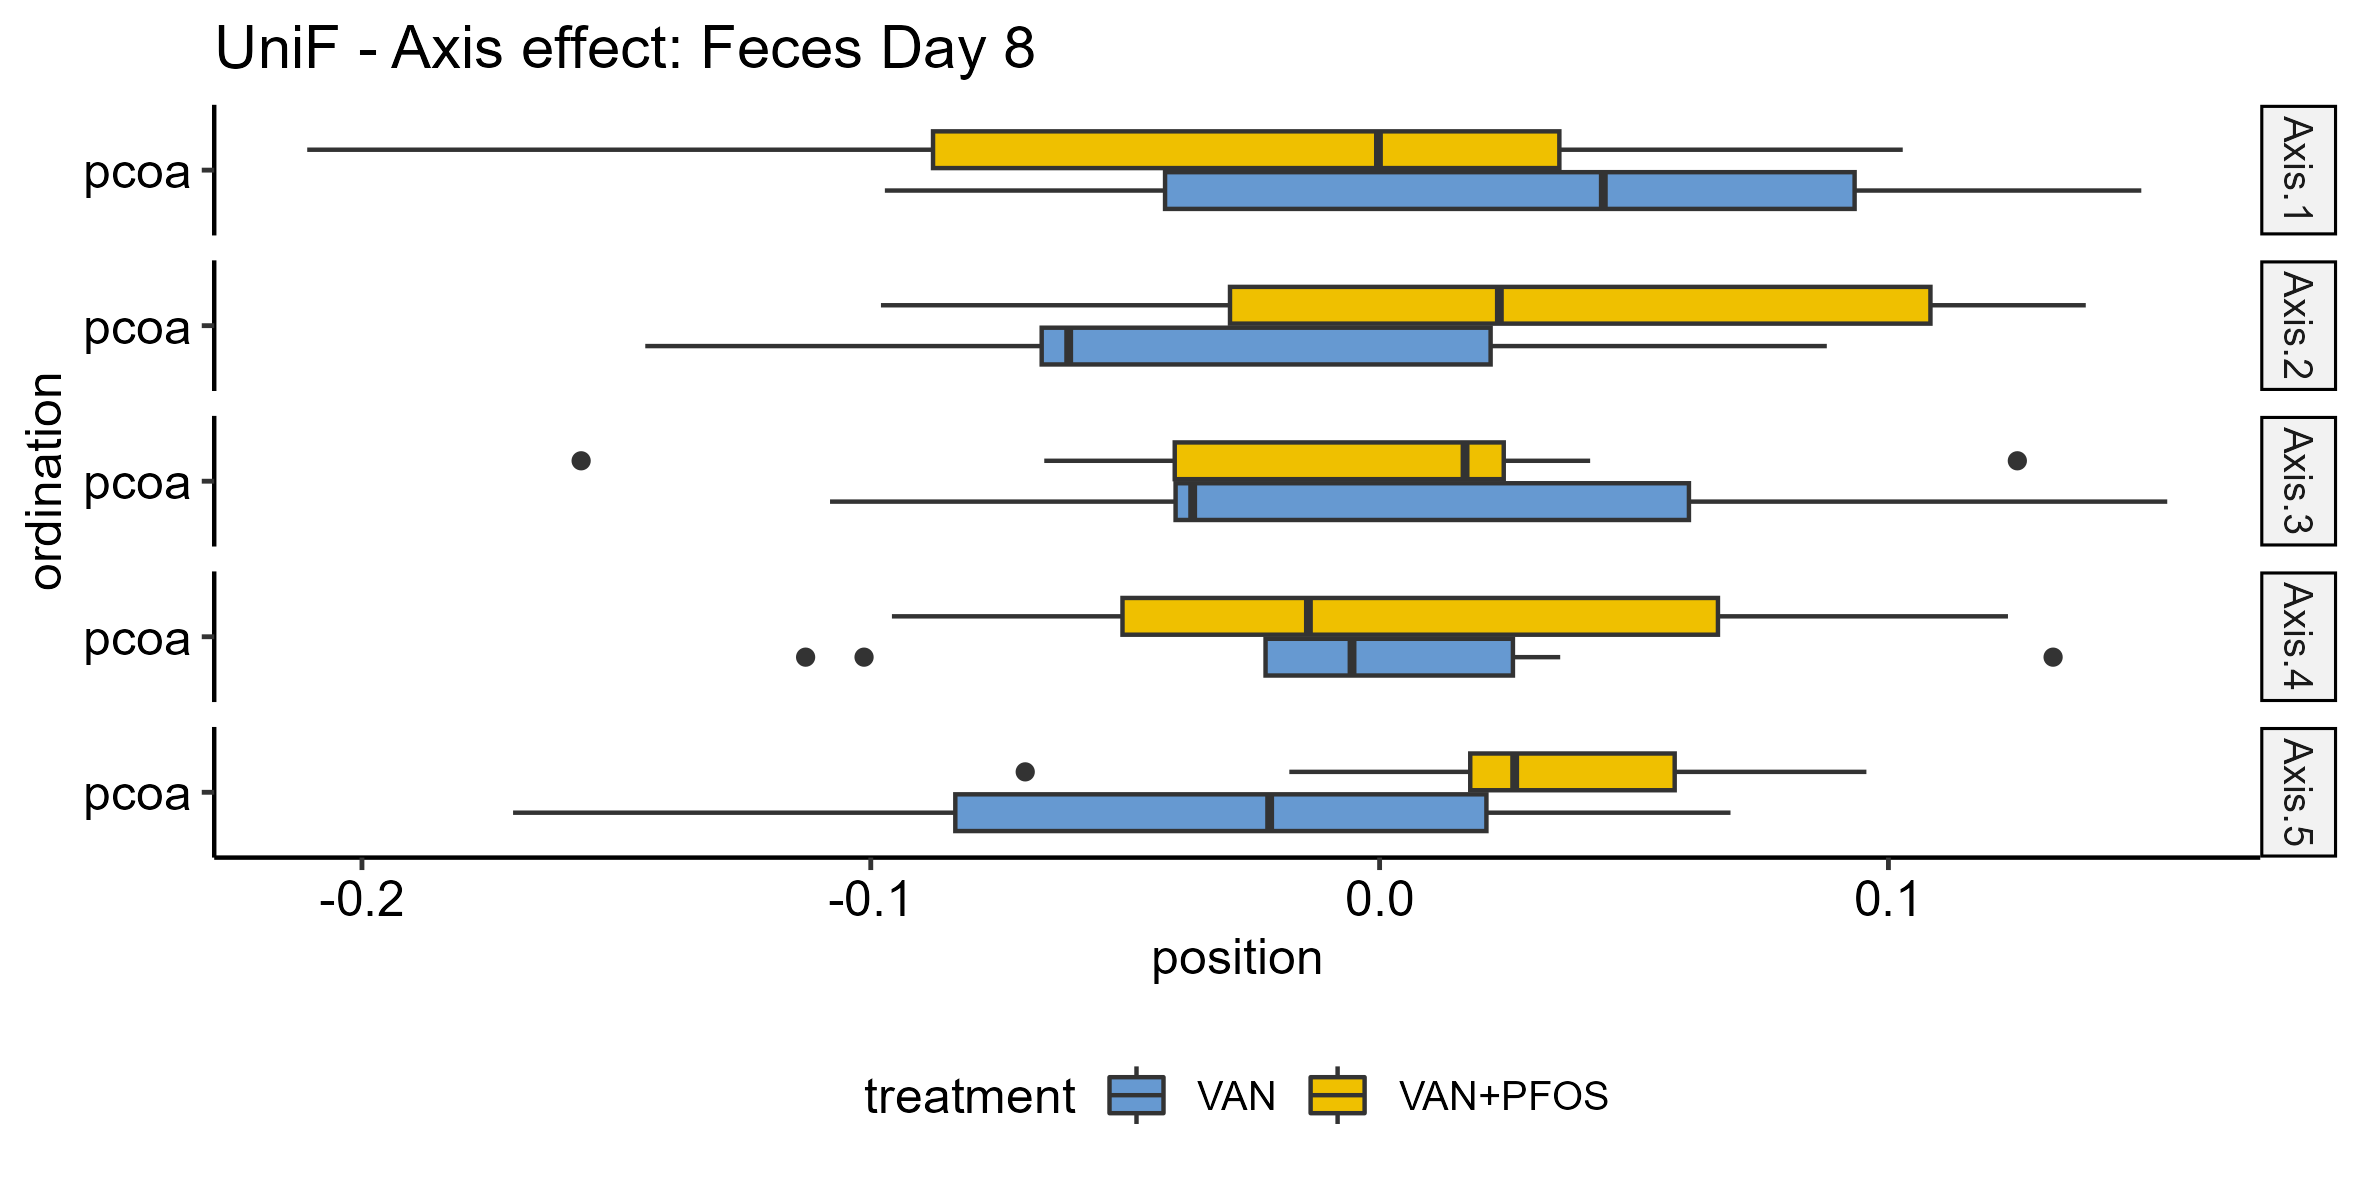 UniF - Axis effect: Feces Day 8
ordination
pcoa
Axis.1
pcoa
Axis.2
pcoa
Axis.3
pcoa
Axis.4
pcoa
Axis.5
-0.2 -0.1 0.0 0.1
position
treatment VAN VAN+PFOS